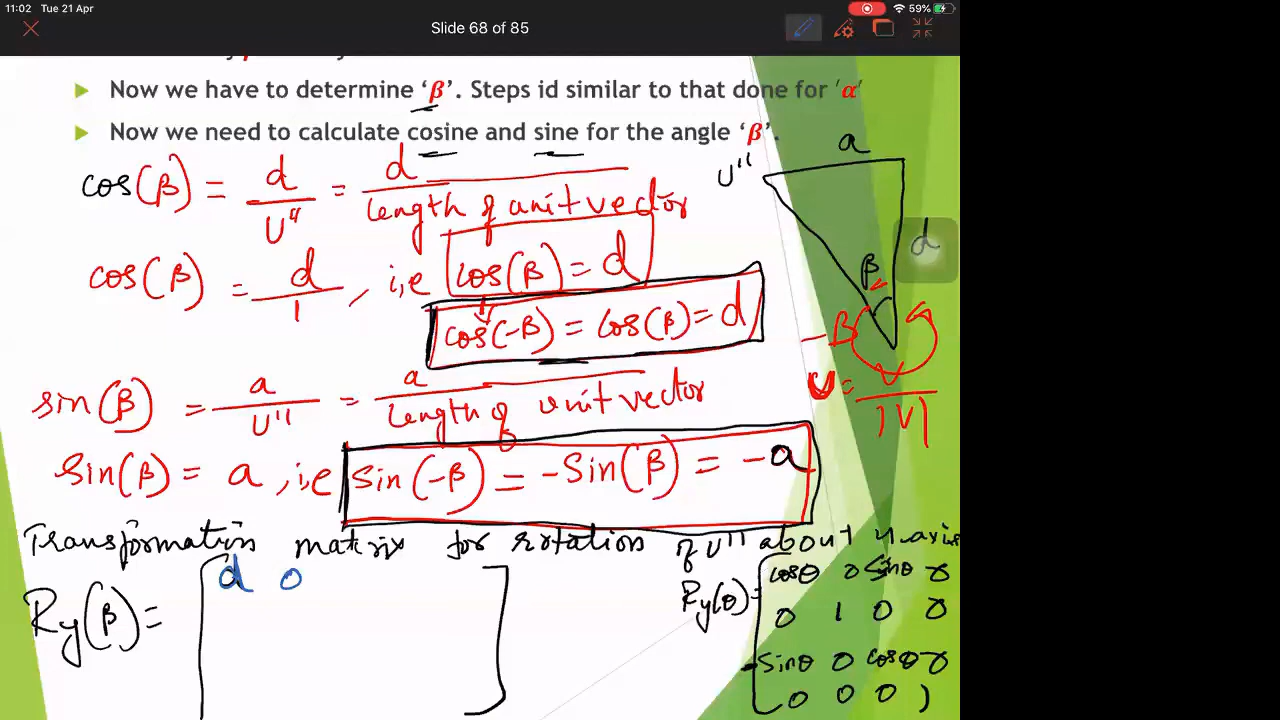 11:02 Tue 21 Apr
59%
Slide 68 of 85
Now we have to determine ‘β’. Steps id similar to that done for ‘α’
Now we need to calculate cosine and sine for the angle ‘β’.
cos(β) = d/U'' = d/length of unit vector
cos(β) = d/1, i,e cos(β) = d
cos(-β) = cos(β) = d
sin(β) = a/U'' = a/length of unit vector
sin(β) = a, i,e sin(-β) = -sin(β) = -a
a
U''
d
β
-β
U = V/|V|
Transformation matrix for rotation of U'' about y axis
Ry(β) = [ d 0
Ry(θ) = [ cosθ 0 sinθ 0
0 1 0 0
-sinθ 0 cosθ 0
0 0 0 1